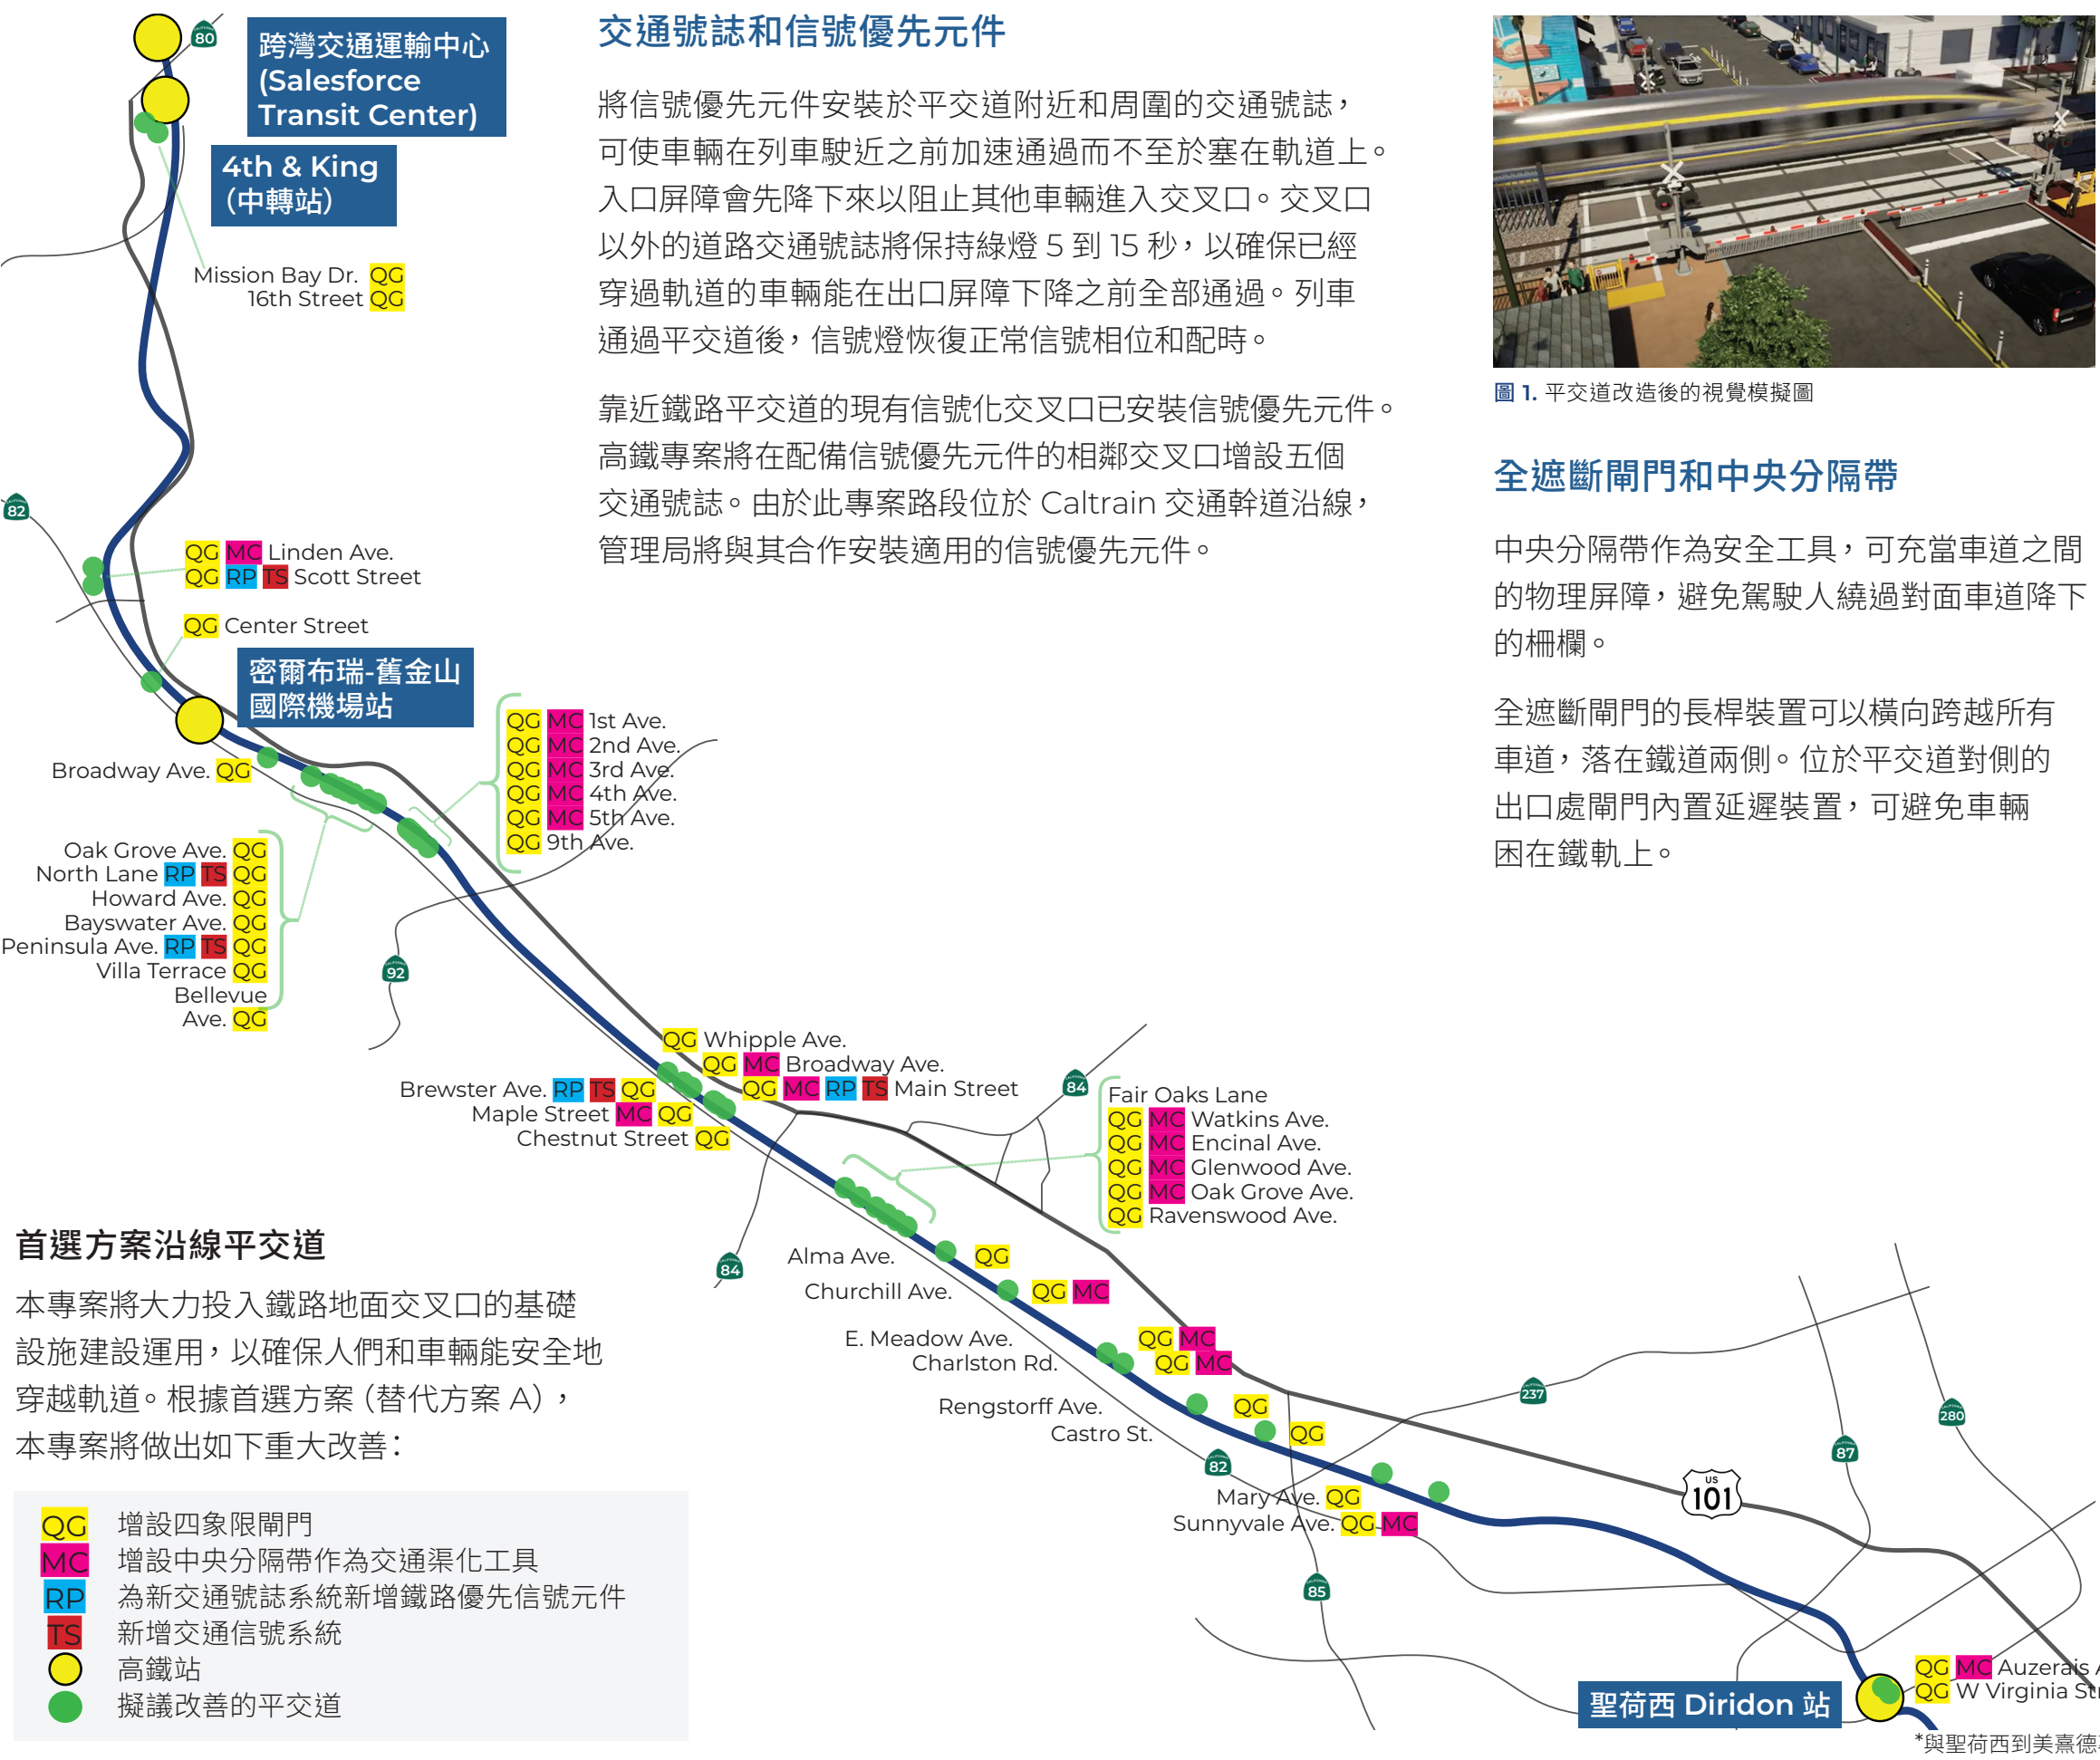 80
跨灣交通運輸中心
(Salesforce
Transit Center)
4th & King
（中轉站）
Mission Bay Dr. QG
16th Street QG
82
QG MC Linden Ave.
QG RP TS Scott Street
QG Center Street
密爾布瑞-舊金山
國際機場站
Broadway Ave. QG
QG MC 1st Ave.
QG MC 2nd Ave.
QG MC 3rd Ave.
QG MC 4th Ave.
QG MC 5th Ave.
QG 9th Ave.
Oak Grove Ave. QG
North Lane RP TS QG
Howard Ave. QG
Bayswater Ave. QG
Peninsula Ave. RP TS QG
Villa Terrace QG
Bellevue
Ave. QG
92
QG Whipple Ave.
QG MC Broadway Ave.
QG MC RP TS Main Street
Brewster Ave. RP TS QG
Maple Street MC QG
Chestnut Street QG
84
Fair Oaks Lane
QG MC Watkins Ave.
QG MC Encinal Ave.
QG MC Glenwood Ave.
QG MC Oak Grove Ave.
QG Ravenswood Ave.
84
Alma Ave. QG
Churchill Ave. QG MC
E. Meadow Ave. QG MC
Charlston Rd. QG MC
Rengstorff Ave. QG
Castro St. QG
82
237
280
87
US
101
Mary Ave. QG
Sunnyvale Ave. QG MC
85
QG MC Auzerais
QG W Virginia
聖荷西 Diridon 站
*與聖荷西到美熹德
交通號誌和信號優先元件
將信號優先元件安裝於平交道附近和周圍的交通號誌，
可使車輛在列車駛近之前加速通過而不至於塞在軌道上。
入口屏障會先降下來以阻止其他車輛進入交叉口。交叉口
以外的道路交通號誌將保持綠燈 5 到 15 秒，以確保已經
穿過軌道的車輛能在出口屏障下降之前全部通過。列車
通過平交道後，信號燈恢復正常信號相位和配時。
靠近鐵路平交道的現有信號化交叉口已安裝信號優先元件。
高鐵專案將在配備信號優先元件的相鄰交叉口增設五個
交通號誌。由於此專案路段位於 Caltrain 交通幹道沿線，
管理局將與其合作安裝適用的信號優先元件。
圖 1. 平交道改造後的視覺模擬圖
全遮斷閘門和中央分隔帶
中央分隔帶作為安全工具，可充當車道之間
的物理屏障，避免駕駛人繞過對面車道降下
的柵欄。
全遮斷閘門的長桿裝置可以橫向跨越所有
車道，落在鐵道兩側。位於平交道對側的
出口處閘門內置延遲裝置，可避免車輛
困在鐵軌上。
首選方案沿線平交道
本專案將大力投入鐵路地面交叉口的基礎
設施建設運用，以確保人們和車輛能安全地
穿越軌道。根據首選方案（替代方案 A），
本專案將做出如下重大改善：
QG 增設四象限閘門
MC 增設中央分隔帶作為交通渠化工具
RP 為新交通號誌系統新增鐵路優先信號元件
TS 新增交通信號系統
高鐵站
擬議改善的平交道